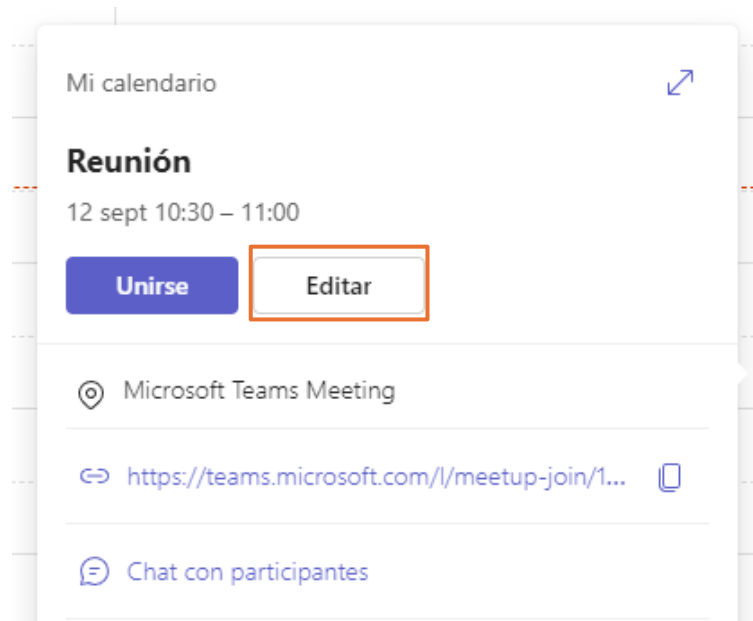 Mi calendario
Reunión
12 sept 10:30 – 11:00
Unirse Editar
Microsoft Teams Meeting
https://teams.microsoft.com/l/meetup-join/1...
Chat con participantes